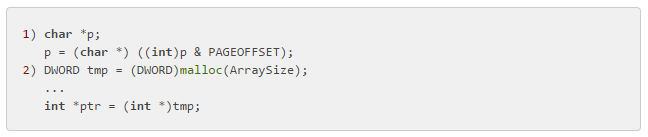 1) char *p;
p = (char *) ((int)p & PAGEOFFSET);
2) DWORD tmp = (DWORD)malloc(ArraySize);
...
int *ptr = (int *)tmp;